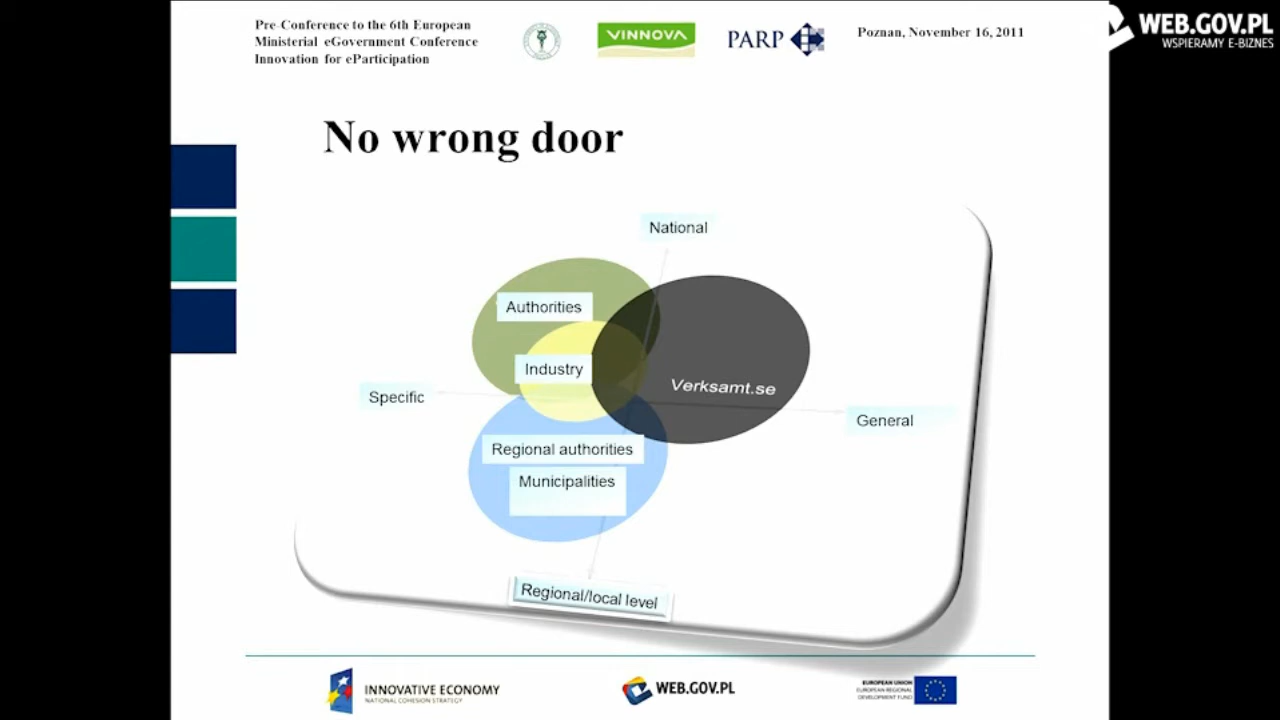 Pre-Conference to the 6th European
Ministerial eGovernment Conference
Innovation for eParticipation
VINNOVA
PARP
Poznan, November 16, 2011
WEB.GOV.PL
WSPIERAMY E-BIZNES
No wrong door
National
Authorities
Industry
Verksamt.se
Specific
General
Regional authorities
Municipalities
Regional/local level
INNOVATIVE ECONOMY
NATIONAL COHESION STRATEGY
WEB.GOV.PL
EUROPEAN UNION
EUROPEAN REGIONAL
DEVELOPMENT FUND